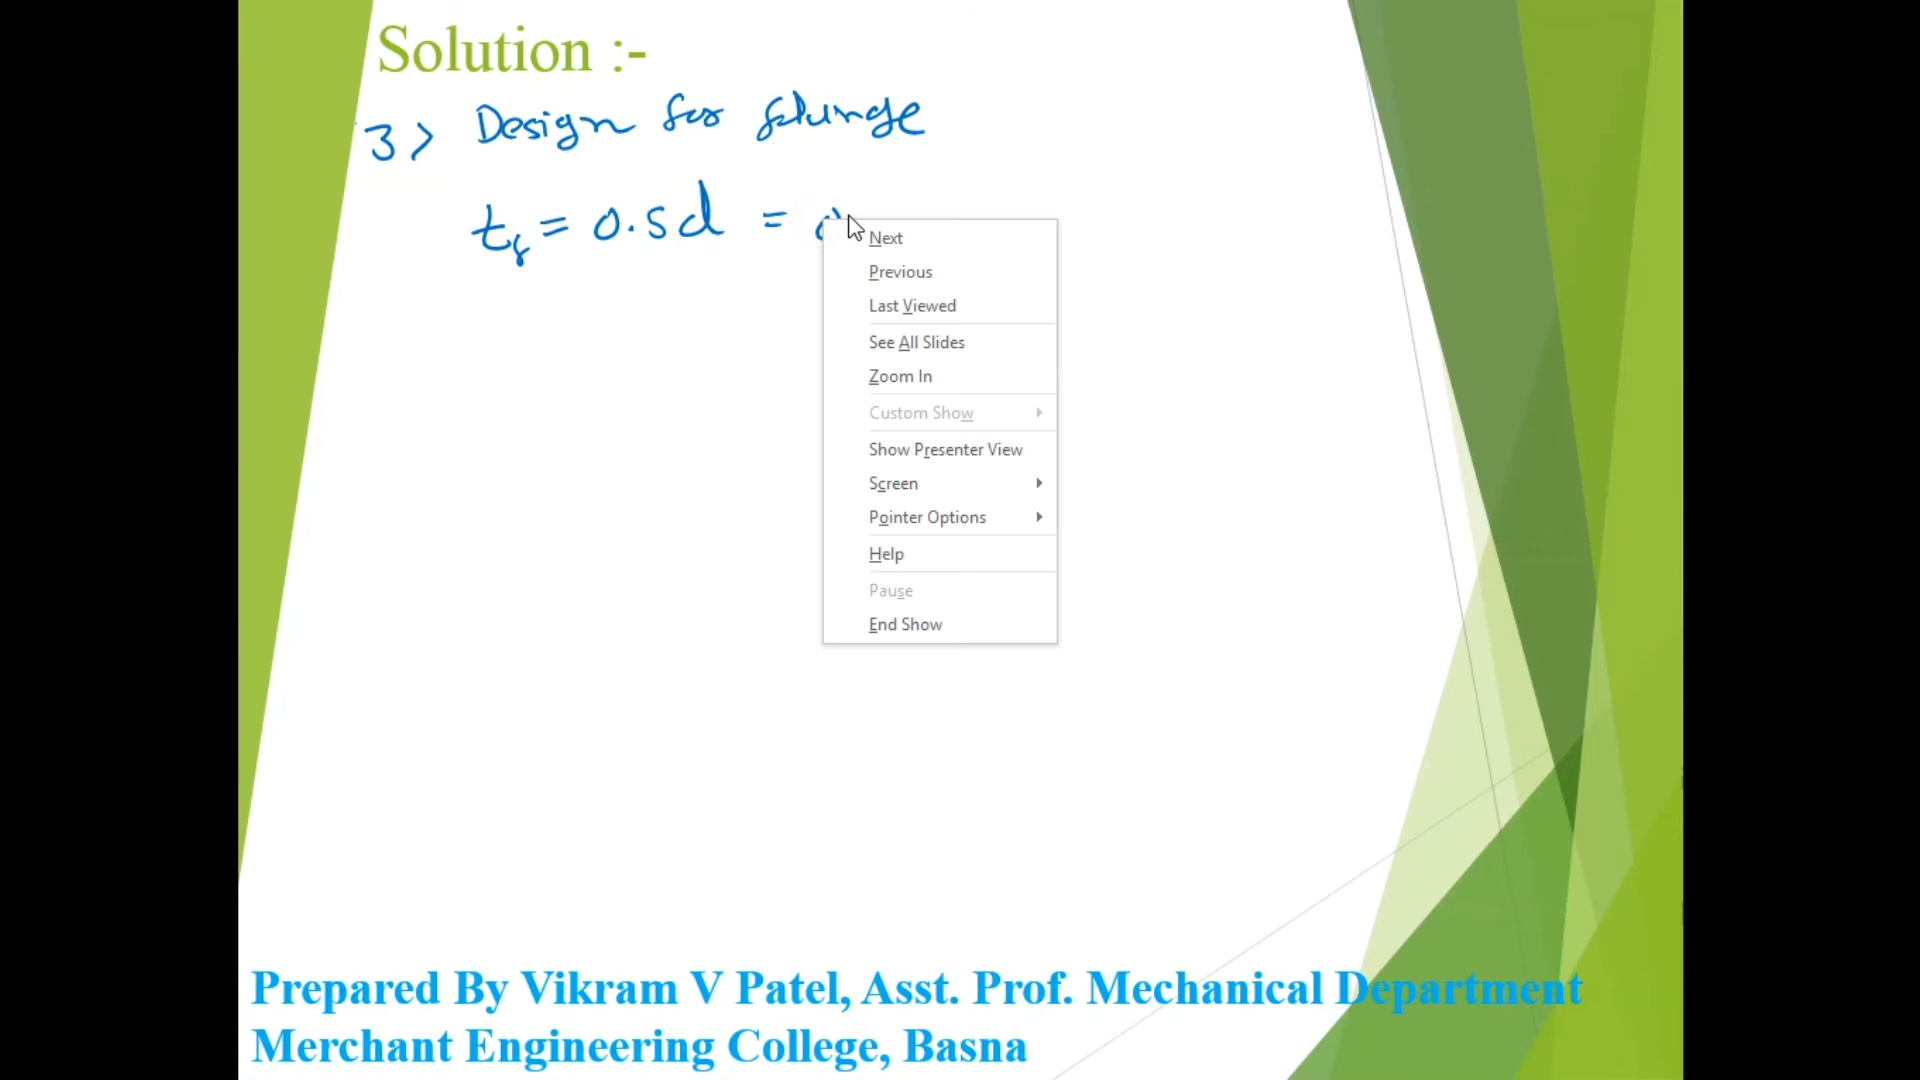 Solution :-
3> Design for flange
tf = 0.5d =
Next
Previous
Last Viewed
See All Slides
Zoom In
Custom Show
Show Presenter View
Screen
Pointer Options
Help
Pause
End Show
Prepared By Vikram V Patel, Asst. Prof. Mechanical Department
Merchant Engineering College, Basna